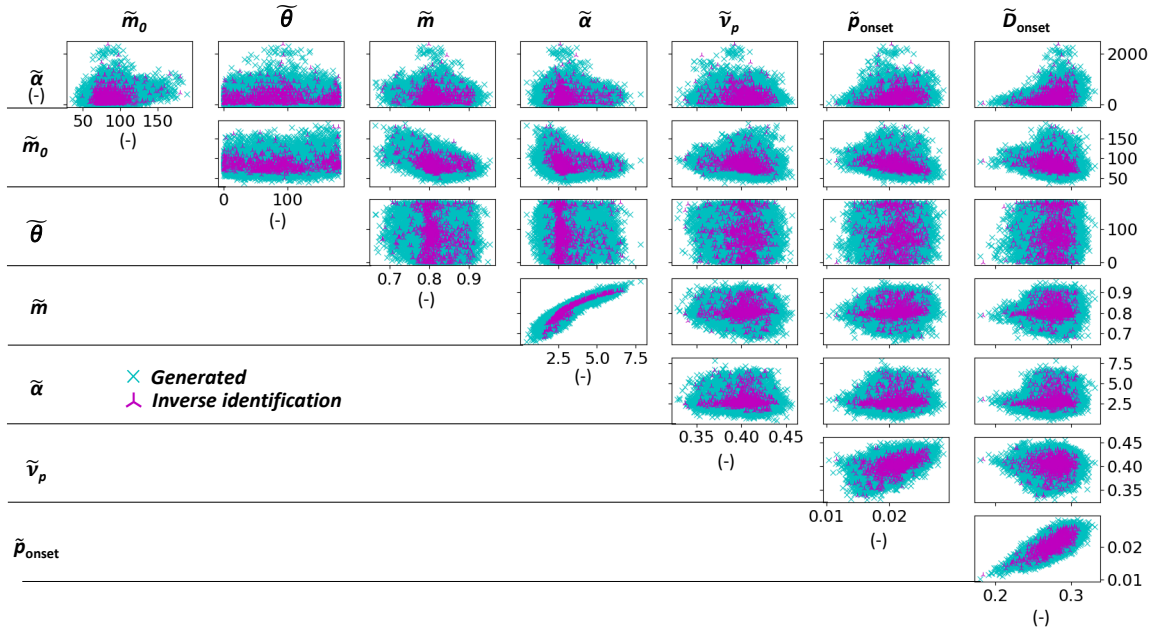 m̃₀ θ̃ m̃ α̃ ṽₚ p̃onset D̃onset
α̃ 2000
(-) 0
50 100 150
(-)
m̃₀ 150
100
50
0 100
(-)
θ̃ 100
0
0.7 0.8 0.9
(-)
m̃ 0.9
0.8
0.7
2.5 5.0 7.5
(-)
α̃ 7.5
Generated 5.0
Inverse identification 2.5
0.35 0.40 0.45
(-)
ṽₚ 0.45
0.40
0.35
0.01 0.02
(-)
p̃onset 0.02
0.01
0.2 0.3
(-)